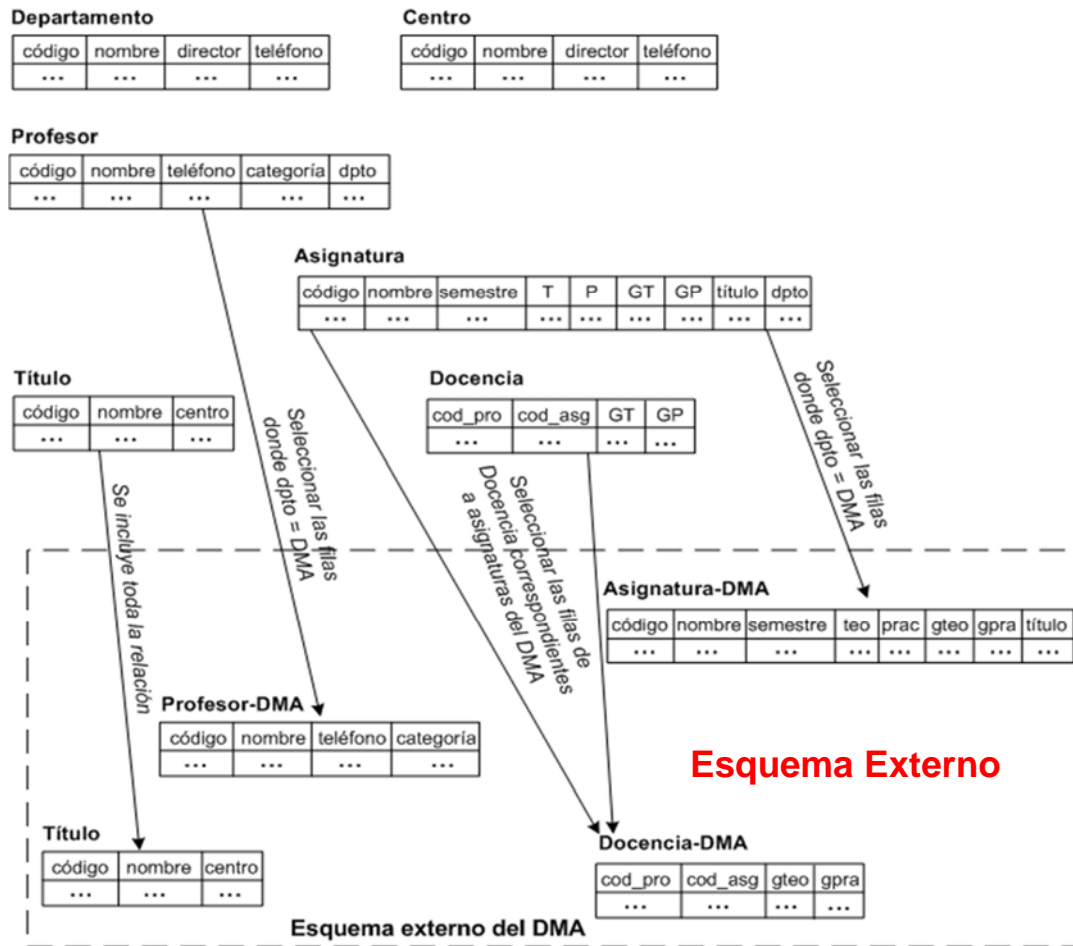 Departamento
código nombre director teléfono
... ... ... ...
Centro
código nombre director teléfono
... ... ... ...
Profesor
código nombre teléfono categoría dpto
... ... ... ... ...
Asignatura
código nombre semestre T P GT GP título dpto
... ... ... ... ... ... ... ... ...
Título
código nombre centro
... ... ...
Docencia
cod_pro cod_asg GT GP
... ... ... ...
Se incluye toda la relación
Seleccionar las filas
donde dpto = DMA
Seleccionar las filas de
Docencia correspondientes
a asignaturas del DMA
Seleccionar las filas
donde dpto = DMA
Asignatura-DMA
código nombre semestre teo prac gteo gpra título
... ... ... ... ... ... ... ...
Profesor-DMA
código nombre teléfono categoría
... ... ... ...
Esquema Externo
Título
código nombre centro
... ... ...
Docencia-DMA
cod_pro cod_asg gteo gpra
... ... ... ...
Esquema externo del DMA